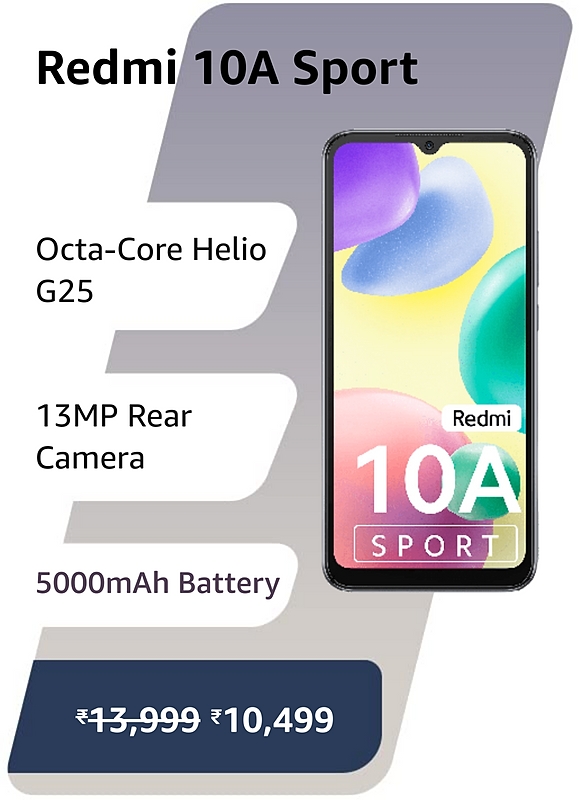 Redmi 10A Sport
Octa-Core Helio
G25
13MP Rear
Camera
Redmi
10A
SPORT
5000mAh Battery
₹13,999 ₹10,499